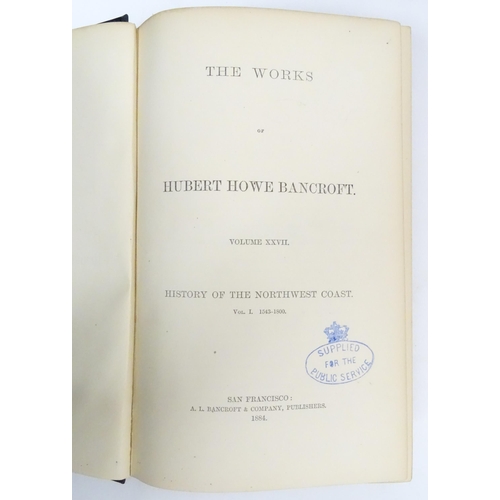 THE WORKS
OF
HUBERT HOWE BANCROFT.
VOLUME XXVII.
HISTORY OF THE NORTHWEST COAST.
VOL. I. 1543-1800.
SUPPLIED
FOR THE
PUBLIC SERVICE
SAN FRANCISCO:
A. L. BANCROFT & COMPANY, PUBLISHERS.
1884.